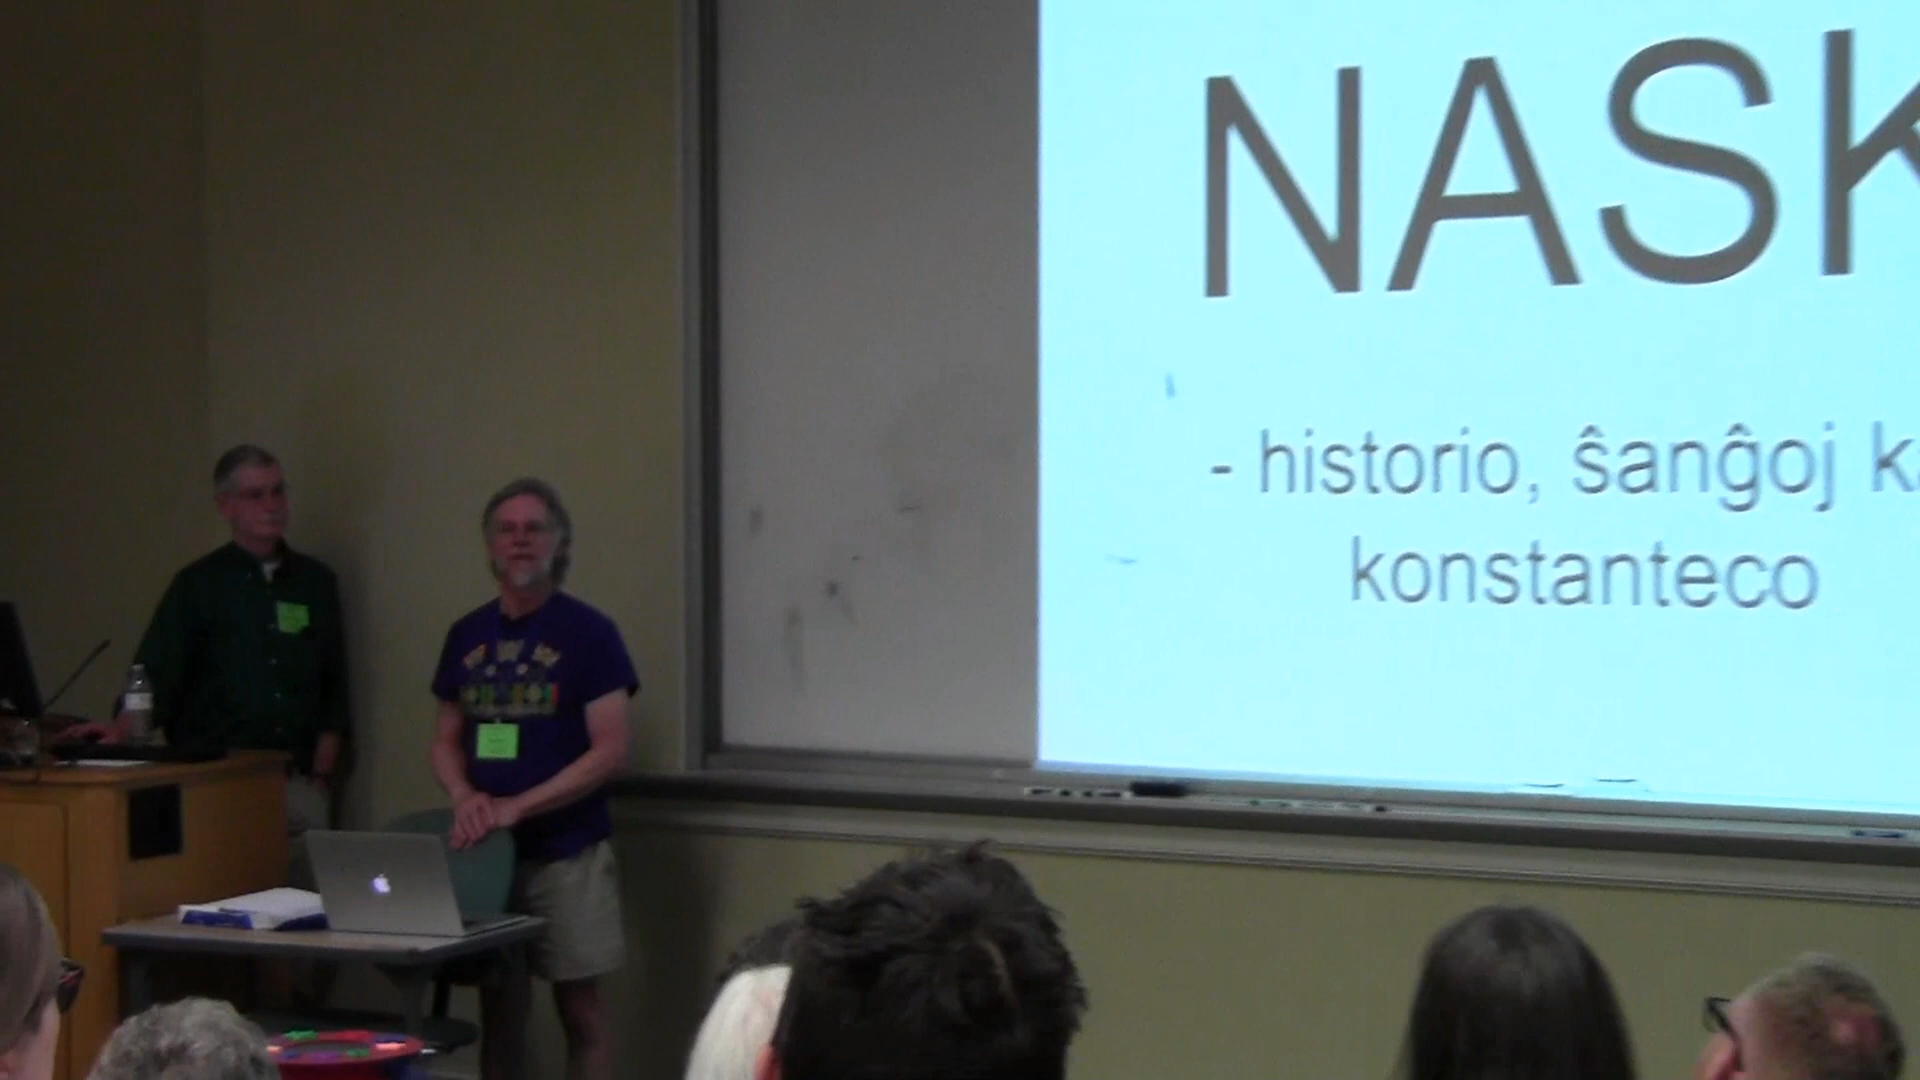 NASK
- historio, ŝanĝoj
konstanteco